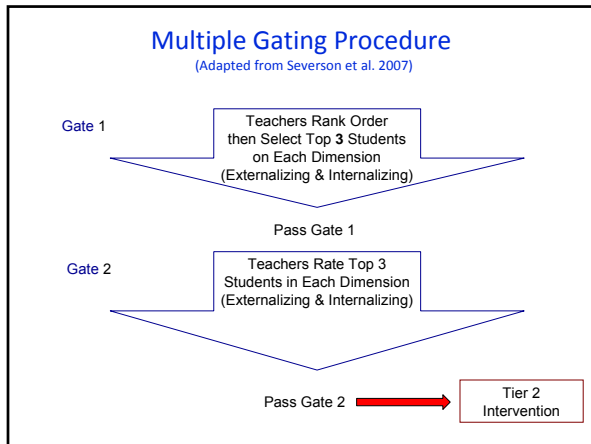 Multiple Gating Procedure
(Adapted from Severson et al. 2007)
Gate 1
Teachers Rank Order
then Select Top 3 Students
on Each Dimension
(Externalizing & Internalizing)
Pass Gate 1
Gate 2
Teachers Rate Top 3
Students in Each Dimension
(Externalizing & Internalizing)
Pass Gate 2
Tier 2
Intervention